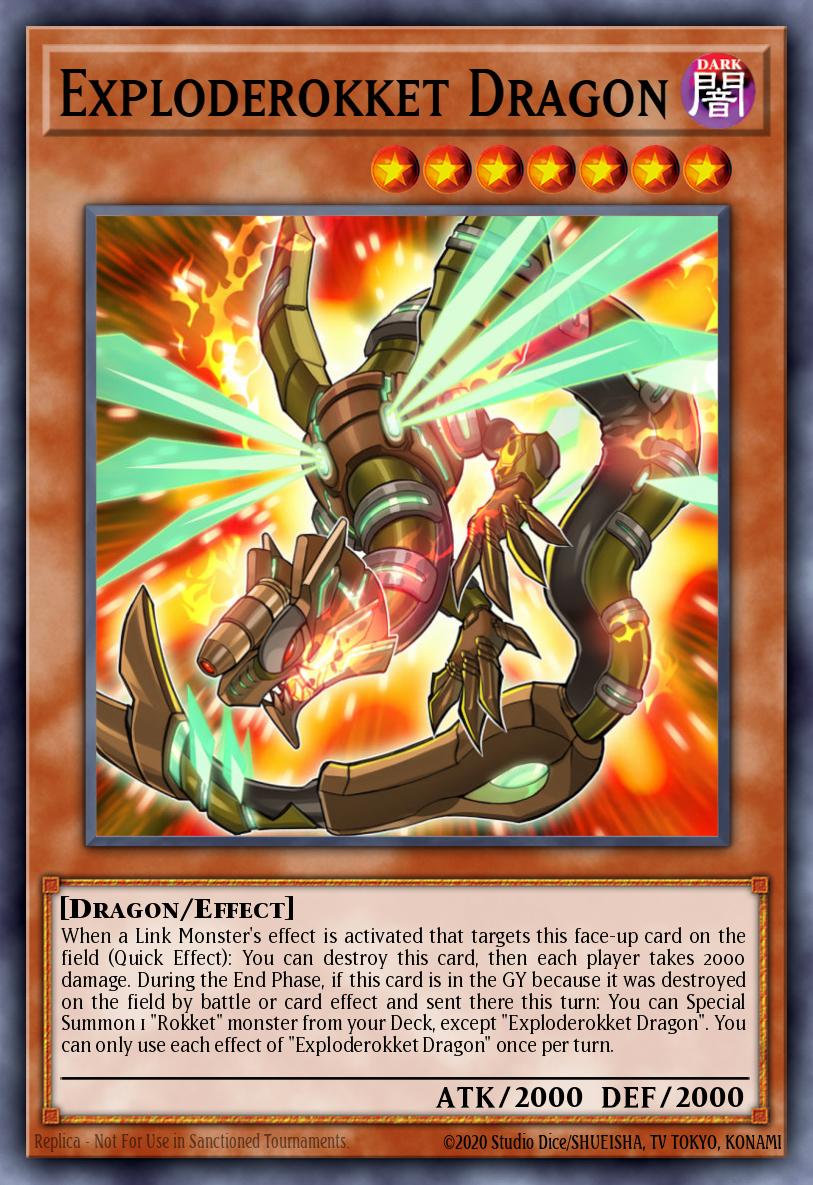 Exploderokket Dragon
DARK
闇
[Dragon/Effect]
When a Link Monster's effect is activated that targets this face-up card on the
field (Quick Effect): You can destroy this card, then each player takes 2000
damage. During the End Phase, if this card is in the GY because it was destroyed
on the field by battle or card effect and sent there this turn: You can Special
Summon 1 "Rokket" monster from your Deck, except "Exploderokket Dragon". You
can only use each effect of "Exploderokket Dragon" once per turn.
ATK/2000 DEF/2000
Replica - Not For Use in Sanctioned Tournaments.
©2020 Studio Dice/SHUEISHA, TV TOKYO, KONAMI